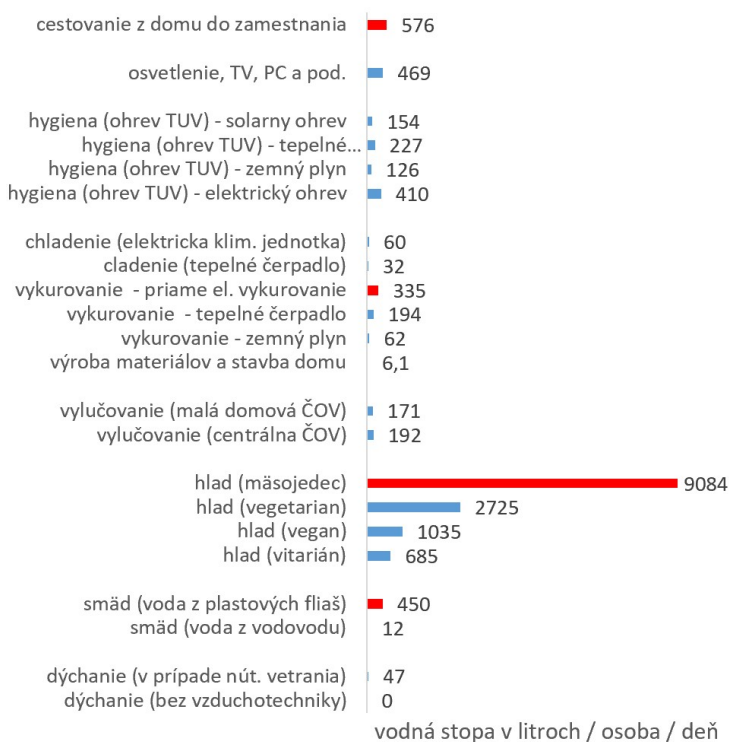 cestovanie z domu do zamestnania 576
osvetlenie, TV, PC a pod. 469
hygiena (ohrev TUV) - solarny ohrev 154
hygiena (ohrev TUV) - tepelné... 227
hygiena (ohrev TUV) - zemný plyn 126
hygiena (ohrev TUV) - elektrický ohrev 410
chladenie (elektricka klim. jednotka) 60
cladenie (tepelné čerpadlo) 32
vykurovanie - priame el. vykurovanie 335
vykurovanie - tepelné čerpadlo 194
vykurovanie - zemný plyn 62
výroba materiálov a stavba domu 6,1
vylučovanie (malá domová ČOV) 171
vylučovanie (centrálna ČOV) 192
hlad (mäsojedec) 9084
hlad (vegetarian) 2725
hlad (vegan) 1035
hlad (vitarián) 685
smäd (voda z plastových fliaš) 450
smäd (voda z vodovodu) 12
dýchanie (v prípade nút. vetrania) 47
dýchanie (bez vzduchotechniky) 0
vodná stopa v litroch / osoba / deň